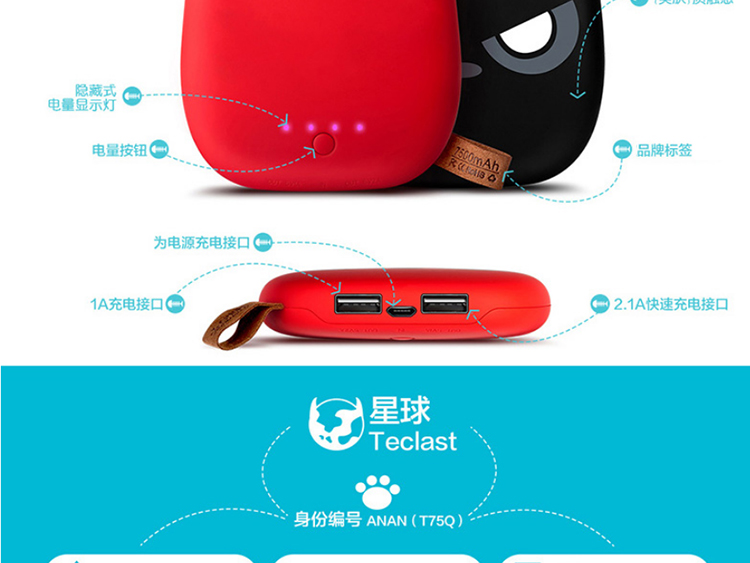 隐藏式
电量显示灯
电量按钮
7500mAh
品牌标签
为电源充电接口
1A充电接口
2.1A快速充电接口
星球
Teclast
身份编号 ANAN（T75Q）